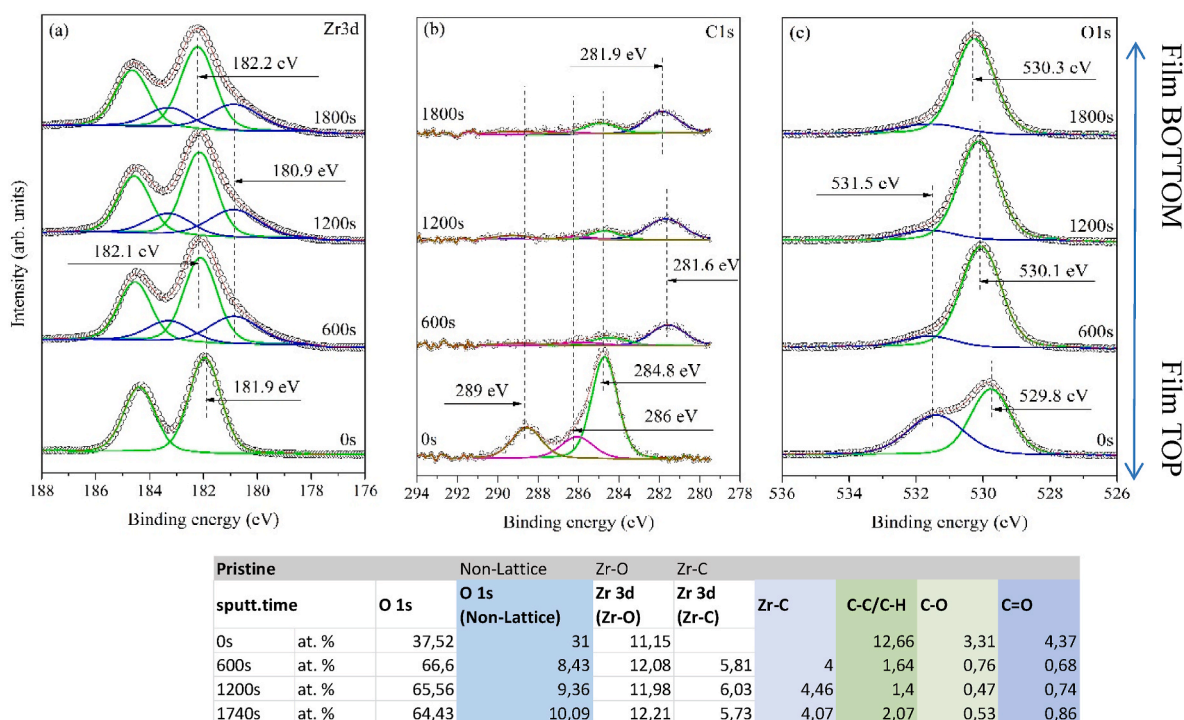 (a)
Zr3d
182.2 eV
1800s
180.9 eV
1200s
182.1 eV
600s
181.9 eV
0s
Intensity (arb. units)
188 186 184 182 180 178 176
Binding energy (eV)
(b)
C1s
281.9 eV
1800s
1200s
281.6 eV
600s
284.8 eV
289 eV
286 eV
0s
294 292 290 288 286 284 282 280 278
Binding energy (eV)
(c)
O1s
530.3 eV
1800s
531.5 eV
1200s
530.1 eV
600s
529.8 eV
0s
536 534 532 530 528 526
Binding energy (eV)
Film BOTTOM
Film TOP
Pristine Non-Lattice Zr-O Zr-C
sputt.time O 1s O 1s (Non-Lattice) Zr 3d (Zr-O) Zr 3d (Zr-C) Zr-C C-C/C-H C-O C=O
0s at. % 37,52 31 11,15 12,66 3,31 4,37
600s at. % 66,6 8,43 12,08 5,81 4 1,64 0,76 0,68
1200s at. % 65,56 9,36 11,98 6,03 4,46 1,4 0,47 0,74
1740s at. % 64,43 10,09 12,21 5,73 4,07 2,07 0,53 0,86